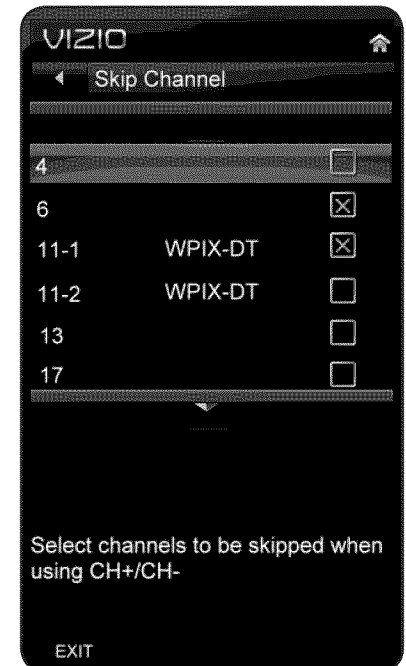 VIZIO
Skip Channel
4
6
11-1 WPIX-DT
11-2 WPIX-DT
13
17
Select channels to be skipped when
using CH+/CH-
EXIT